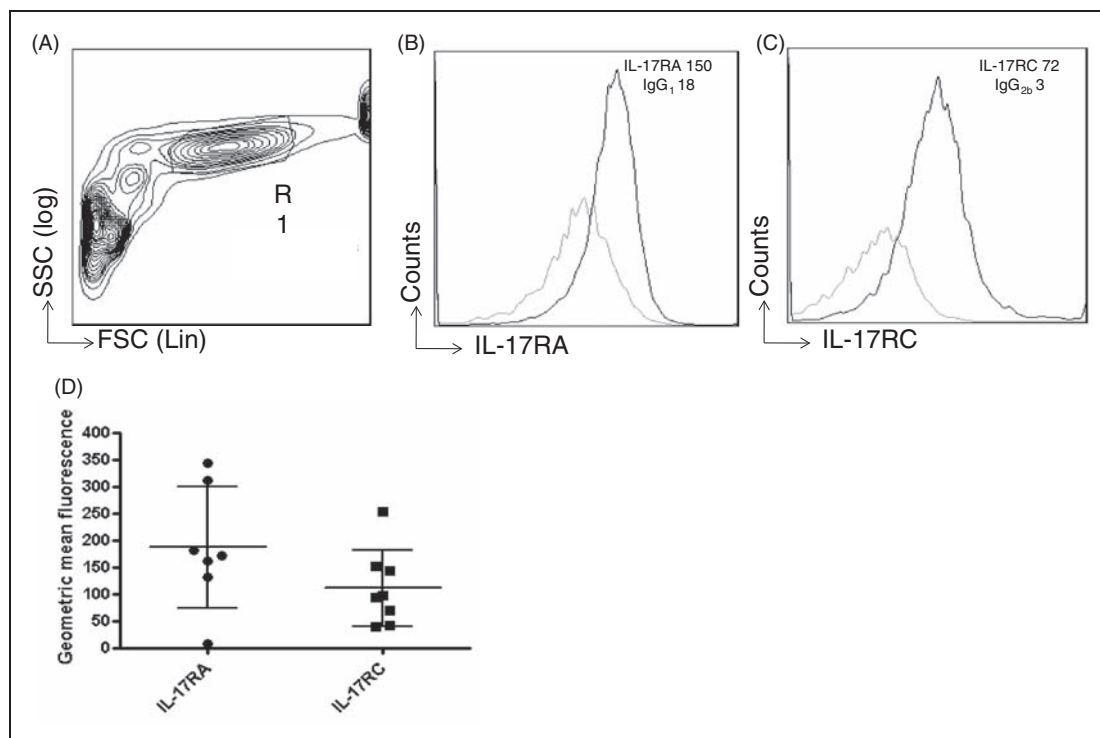 (A)
SSC (log)
FSC (Lin)
R
1
(B)
IL-17RA 150
IgG₁ 18
Counts
IL-17RA
(C)
IL-17RC 72
IgG₂b 3
Counts
IL-17RC
(D)
Geometric mean fluorescence
400
350
300
250
200
150
100
50
0
IL-17RA
IL-17RC